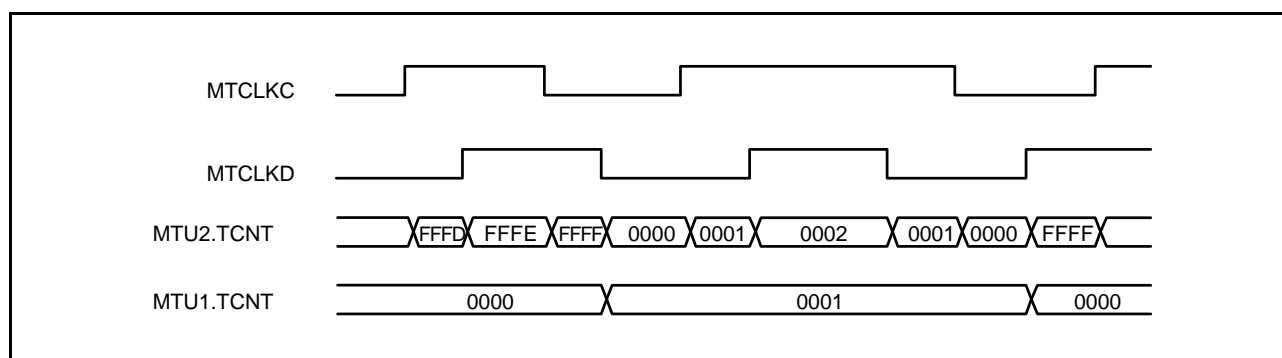 MTCLKC
MTCLKD
MTU2.TCNT FFFD FFFE FFFF 0000 0001 0002 0001 0000 FFFF
MTU1.TCNT 0000 0001 0000